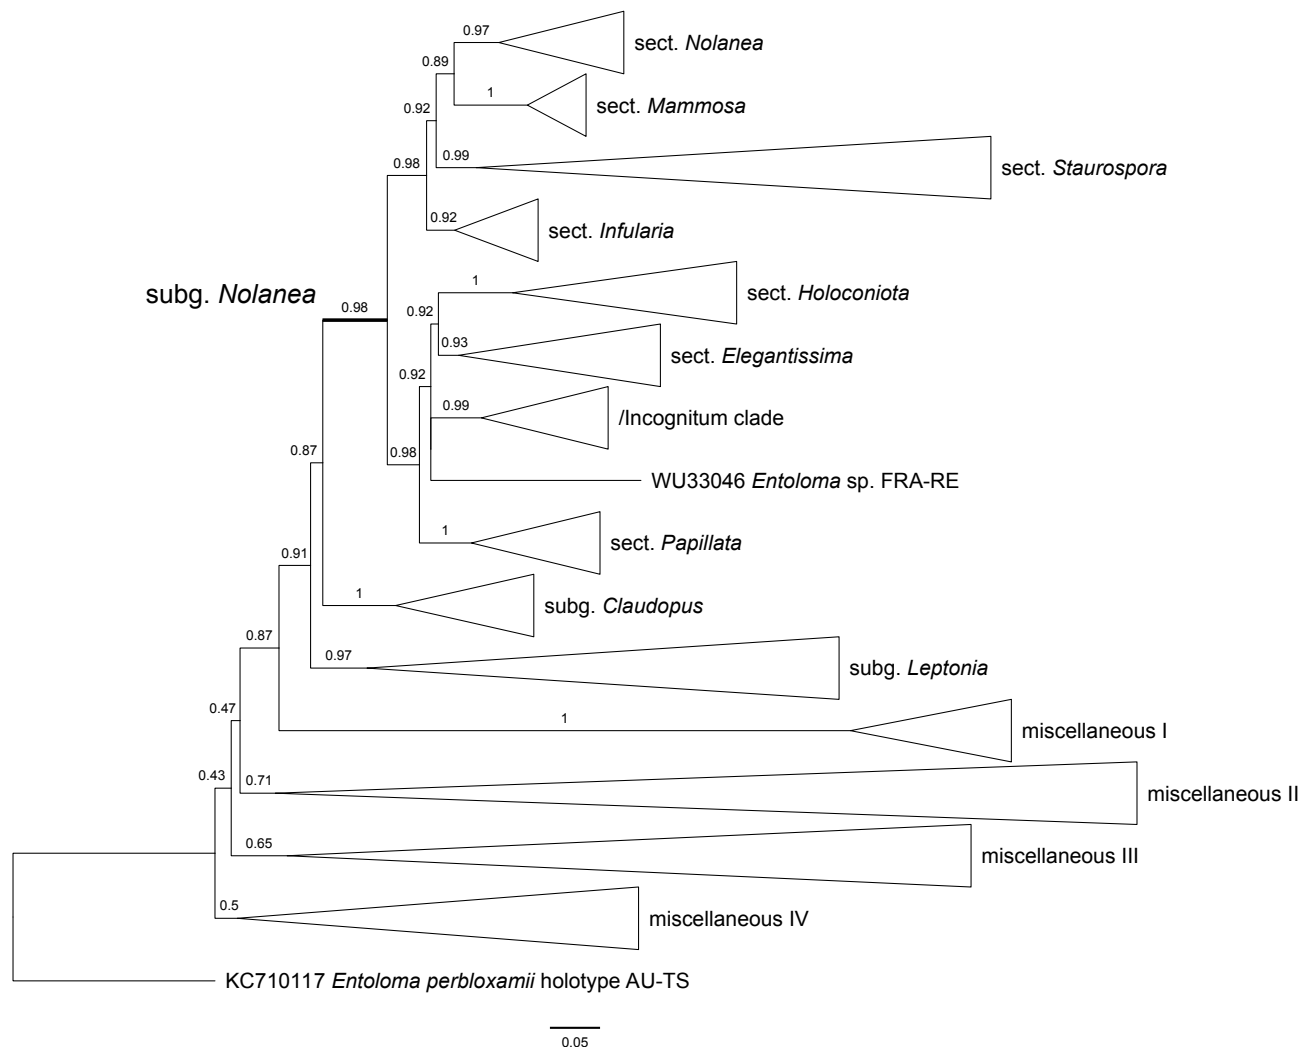 0.97
sect. Nolanea
0.89
1
sect. Mammosa
0.92
0.99
sect. Staurospora
0.98
0.92
sect. Infularia
1
sect. Holoconiota
subg. Nolanea
0.98
0.92
0.93
sect. Elegantissima
0.92
0.99
/Incognitum clade
0.87
0.98
WU33046 Entoloma sp. FRA-RE
1
sect. Papillata
0.91
1
subg. Claudopus
0.87
0.97
subg. Leptonia
0.47
1
miscellaneous I
0.43
0.71
miscellaneous II
0.65
miscellaneous III
0.5
miscellaneous IV
KC710117 Entoloma perbloxamii holotype AU-TS
0.05